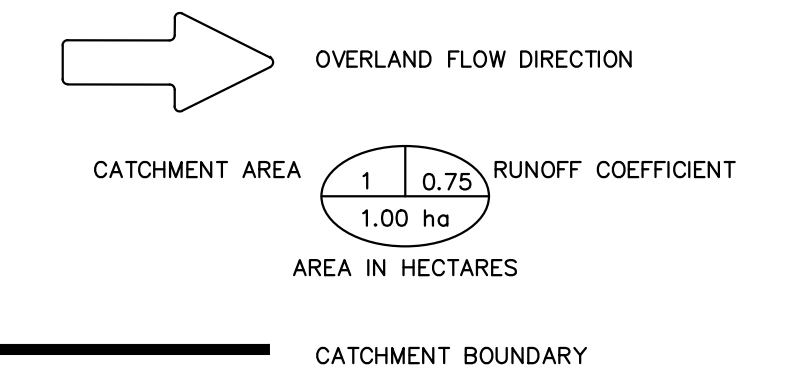 OVERLAND FLOW DIRECTION
CATCHMENT AREA
1
0.75
RUNOFF COEFFICIENT
1.00 ha
AREA IN HECTARES
CATCHMENT BOUNDARY